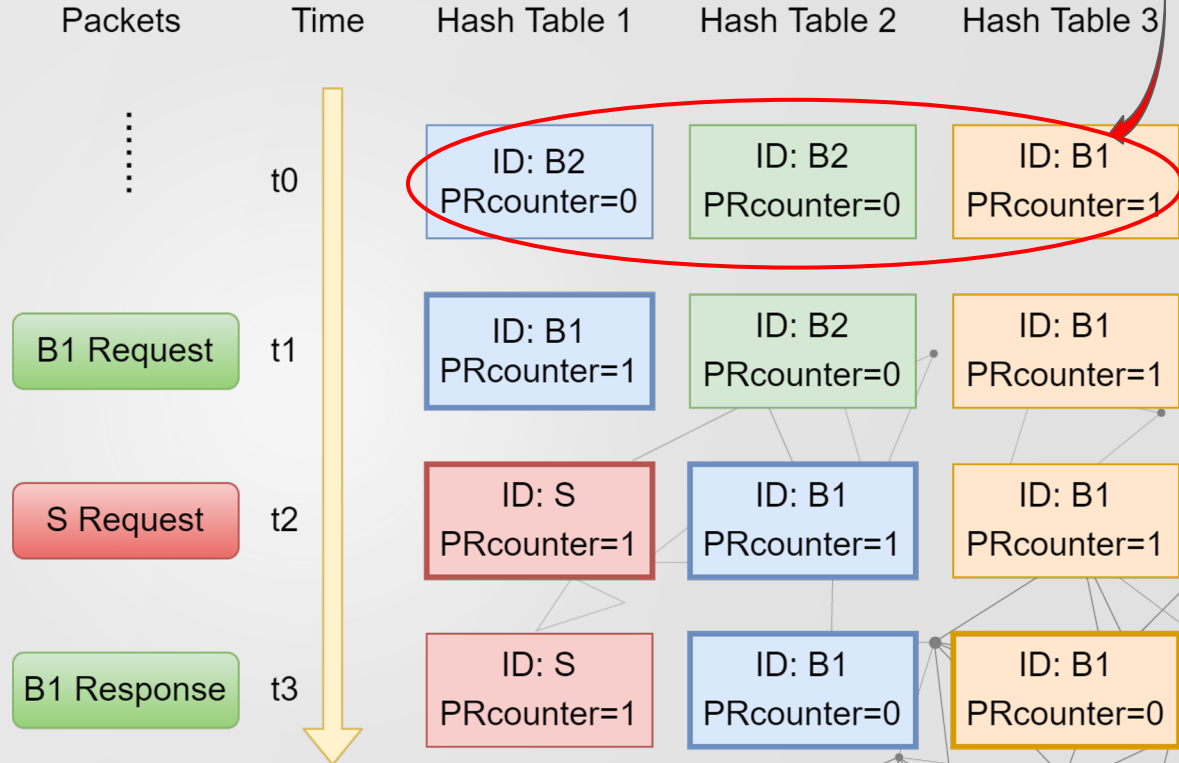 Packets
Time
Hash Table 1
Hash Table 2
Hash Table 3
t0
ID: B2
PRcounter=0
ID: B2
PRcounter=0
ID: B1
PRcounter=1
B1 Request
t1
ID: B1
PRcounter=1
ID: B2
PRcounter=0
ID: B1
PRcounter=1
S Request
t2
ID: S
PRcounter=1
ID: B1
PRcounter=1
ID: B1
PRcounter=1
B1 Response
t3
ID: S
PRcounter=1
ID: B1
PRcounter=0
ID: B1
PRcounter=0